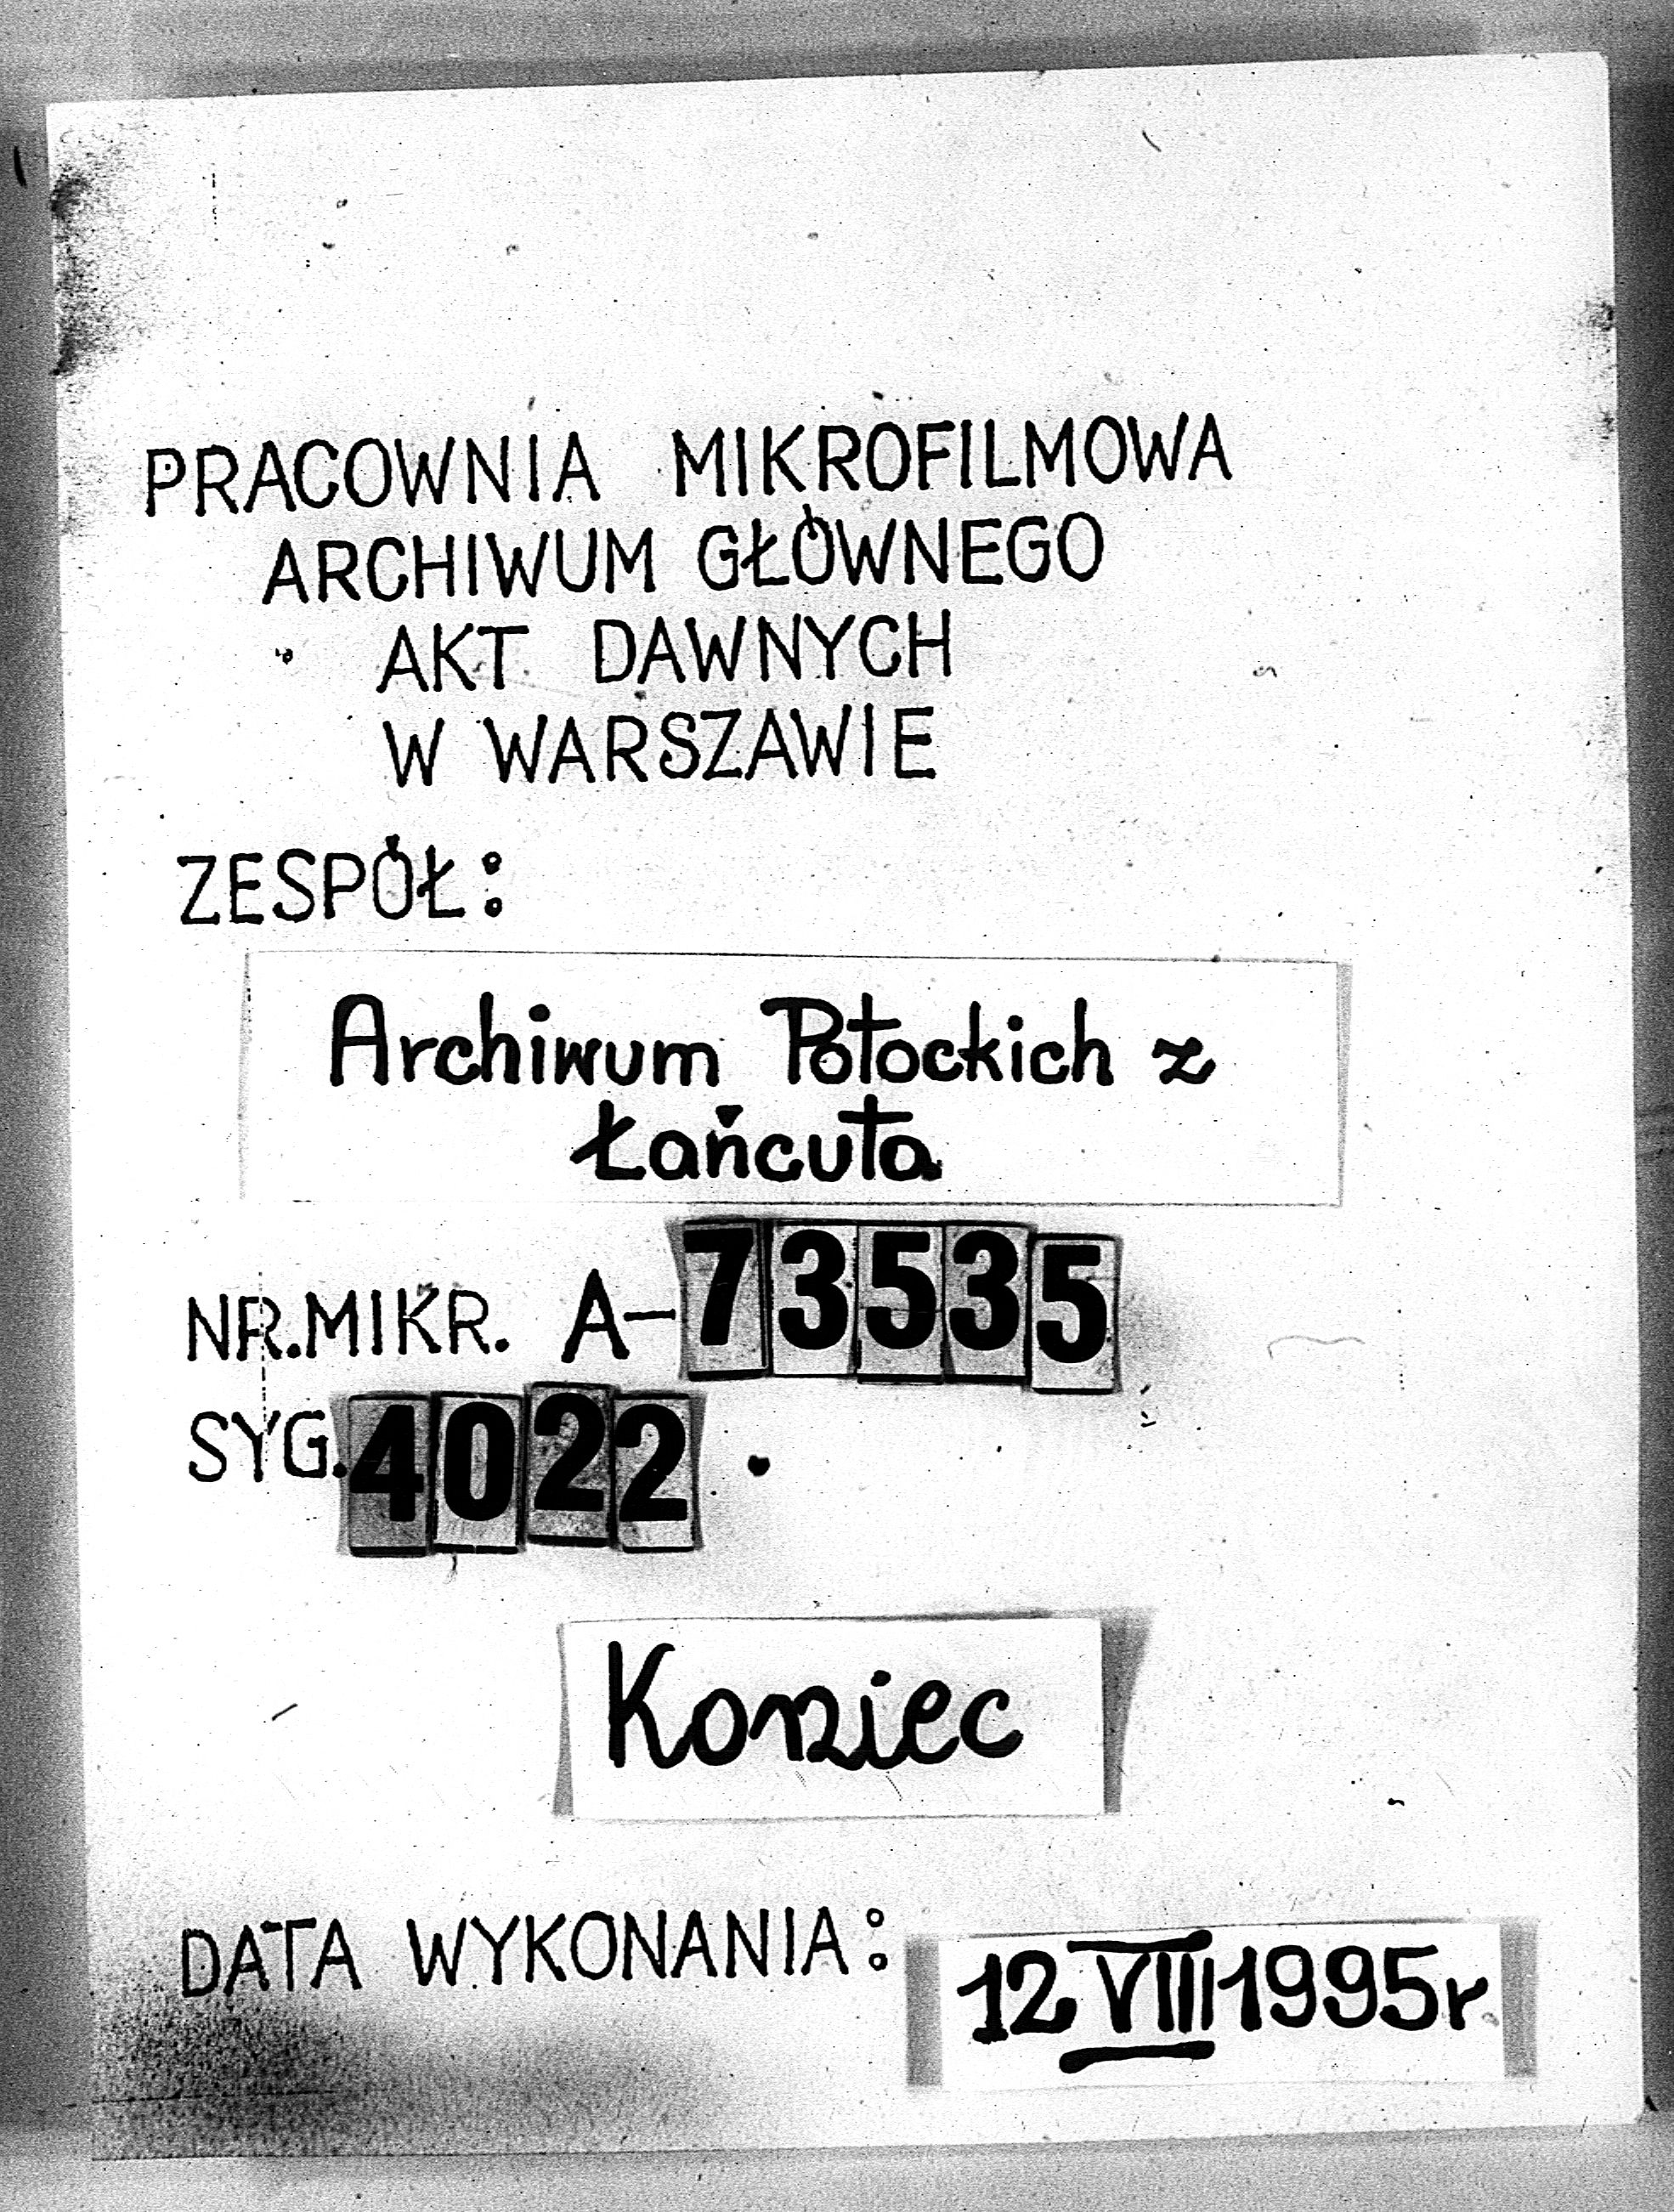 PRACOWNIA MIKROFILMOWA
ARCHIWUM GŁÓWNEGO
AKT DAWNYCH
W WARSZAWIE
ZESPÓŁ:
Archiwum Potockich z
Łańcuta
NR. MIKR. A-73535
SYG. 4022
Koniec
DATA WYKONANIA: 12 VIII 1995r